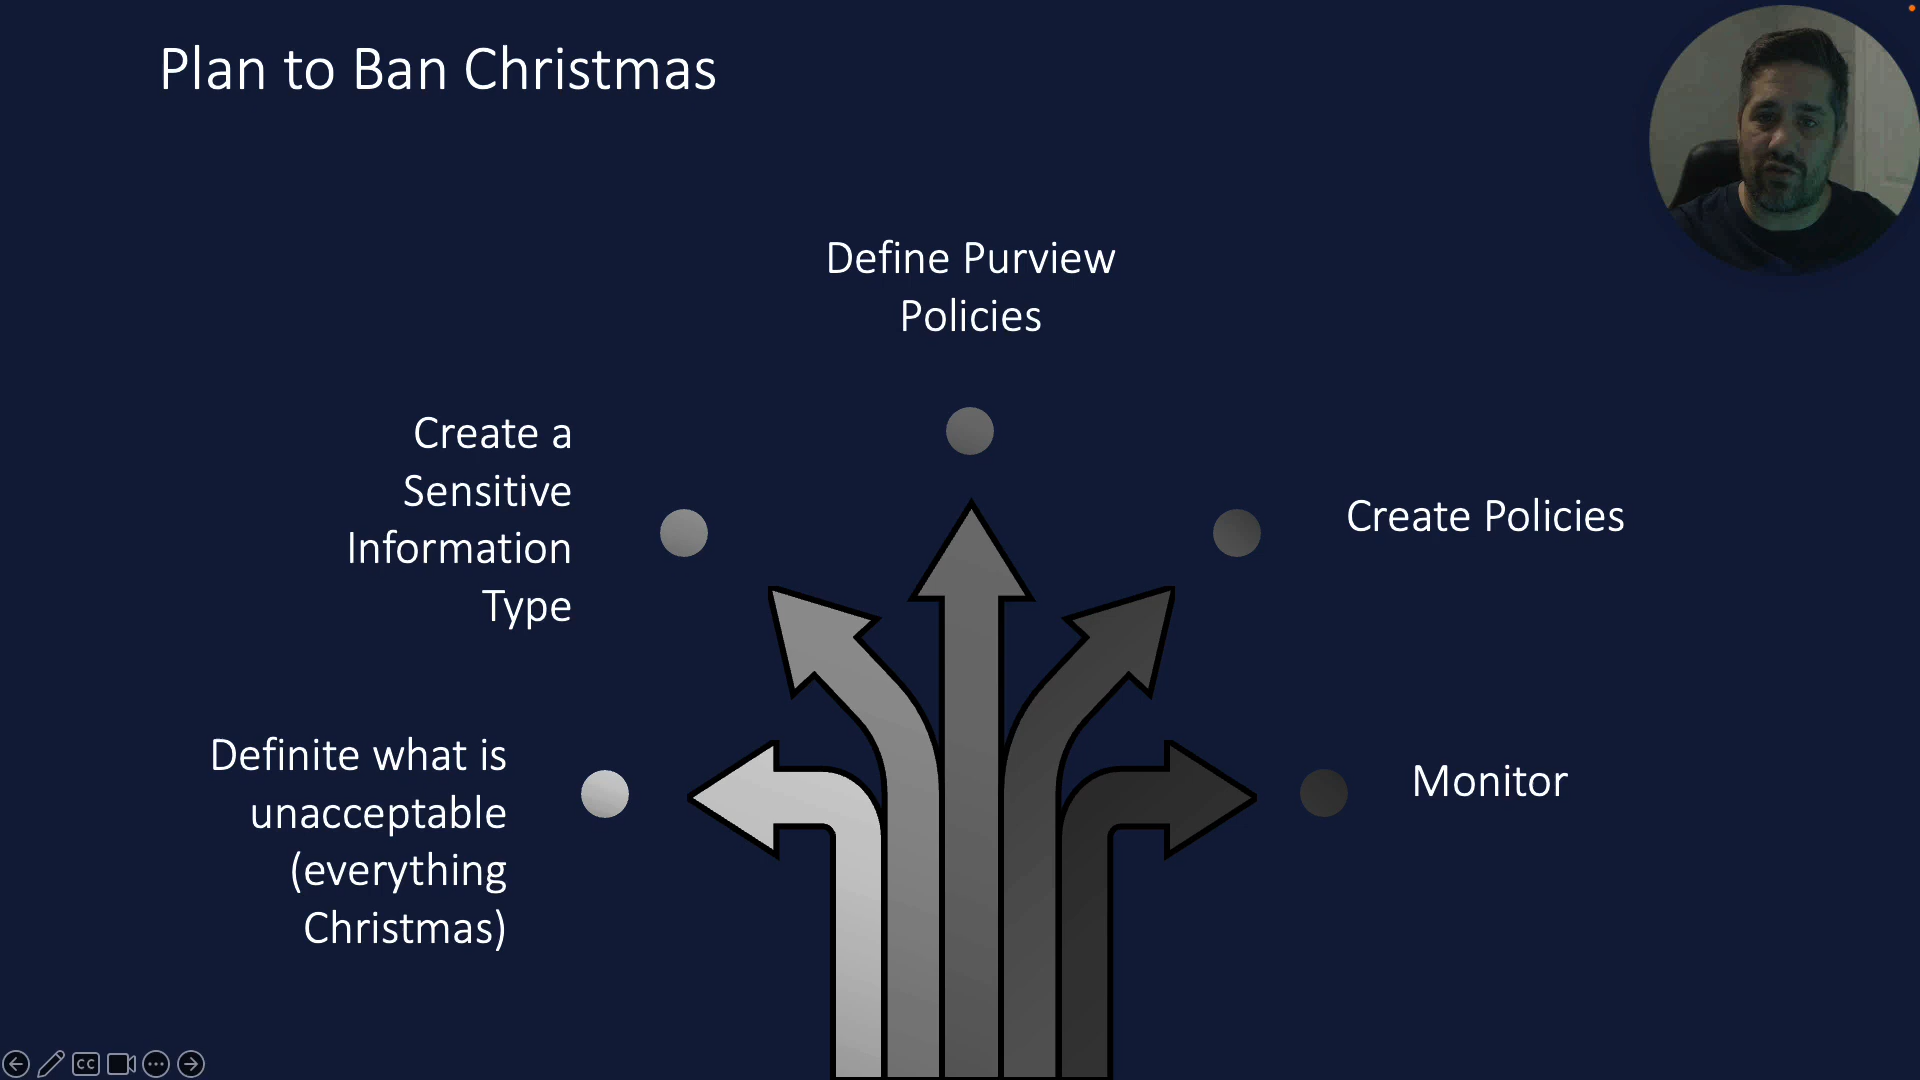 Plan to Ban Christmas
Define Purview
Policies
Create a
Sensitive
Information
Type
Create Policies
Definite what is
unacceptable
(everything
Christmas)
Monitor
CC